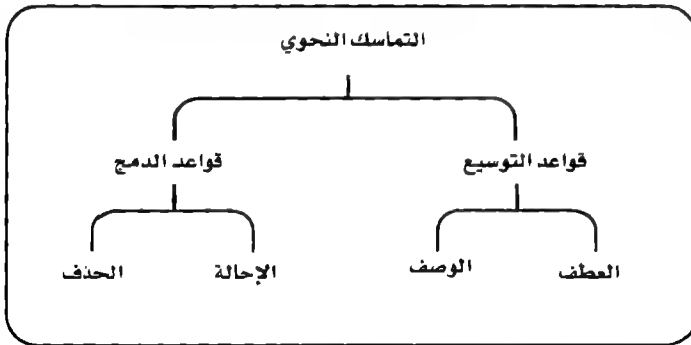 التماسك النحوي
قواعد التوسيع
قواعد الدمج
العطف
الوصف
الإحالة
الحذف